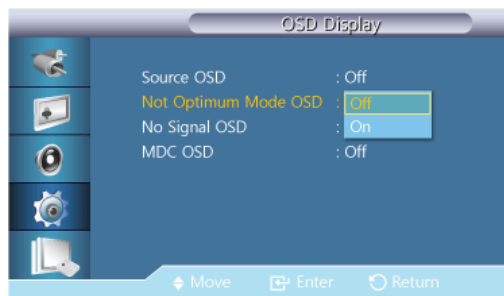 OSD Display
Source OSD : Off
Not Optimum Mode OSD : Off
No Signal OSD : On
MDC OSD : Off
Move Enter Return